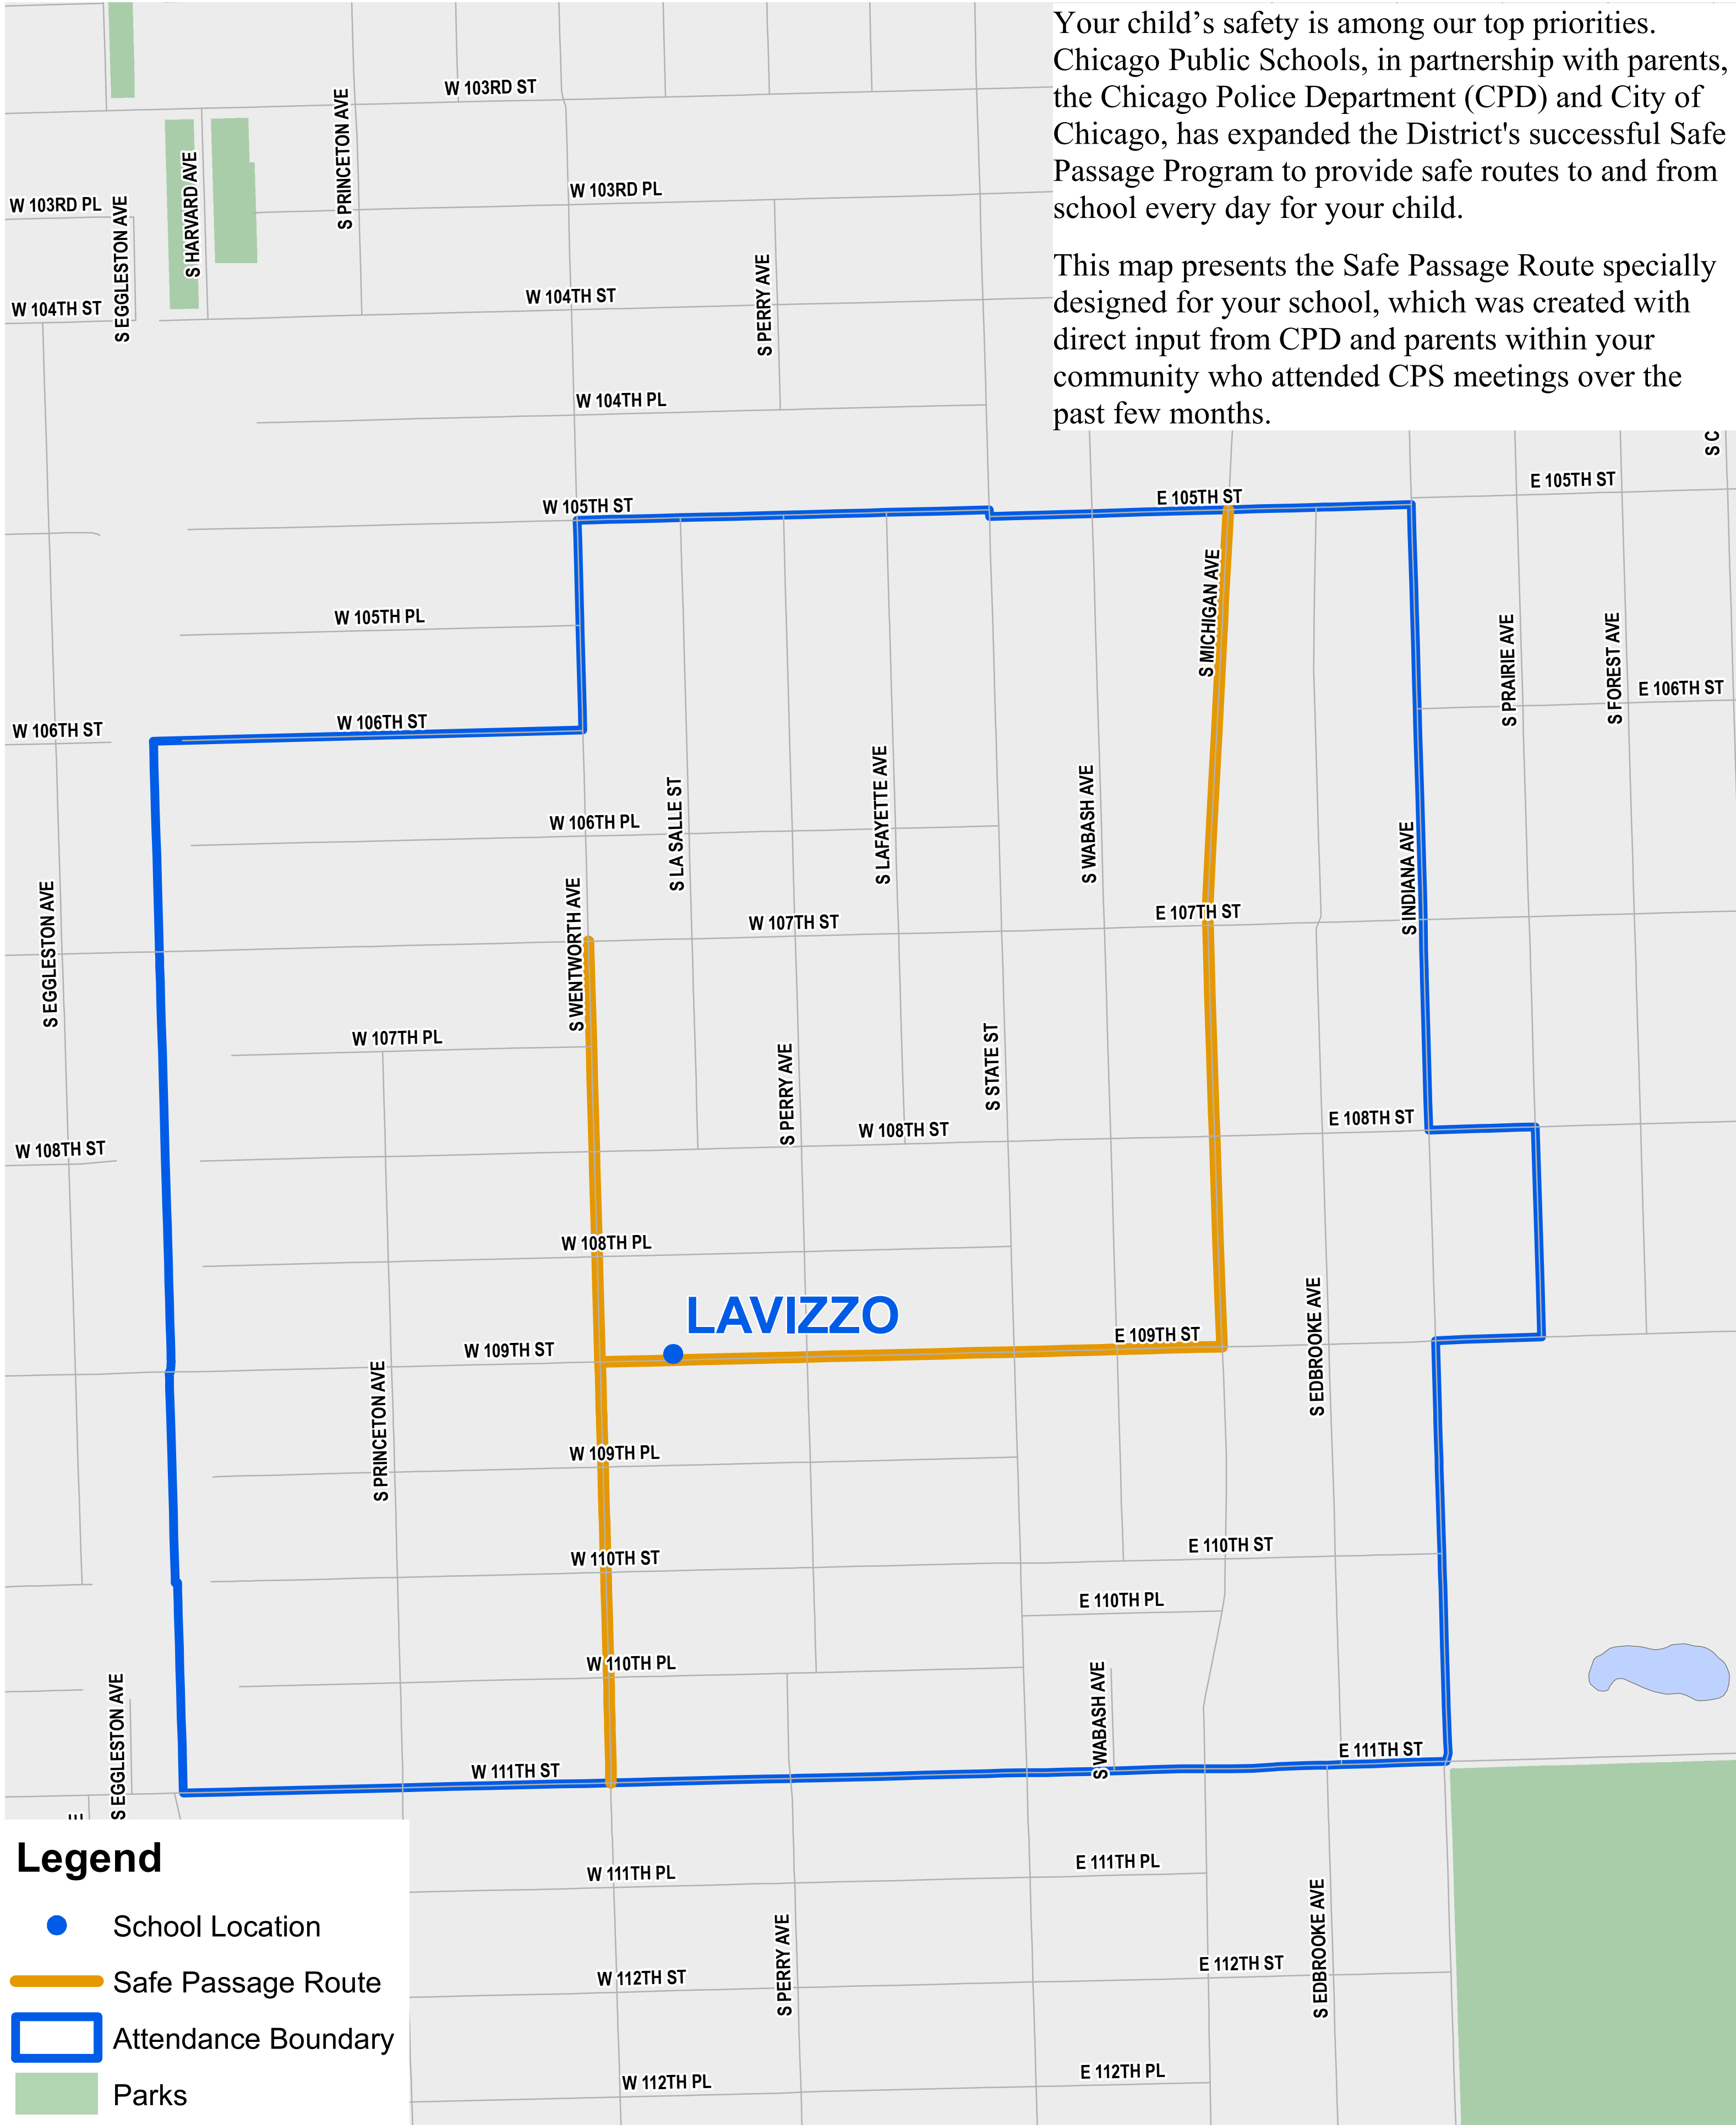 Your child’s safety is among our top priorities.
Chicago Public Schools, in partnership with parents,
the Chicago Police Department (CPD) and City of
Chicago, has expanded the District's successful Safe
Passage Program to provide safe routes to and from
school every day for your child.
This map presents the Safe Passage Route specially
designed for your school, which was created with
direct input from CPD and parents within your
community who attended CPS meetings over the
past few months.
W 103RD ST
S PRINCETON AVE
S HARVARD AVE
W 103RD PL
W 103RD PL
S EGGLESTON AVE
S PERRY AVE
W 104TH ST
W 104TH ST
W 104TH PL
S C
E 105TH ST
E 105TH ST
W 105TH ST
S MICHIGAN AVE
W 105TH PL
S PRAIRIE AVE
S FOREST AVE
E 106TH ST
W 106TH ST
W 106TH ST
S LA SALLE ST
S LAFAYETTE AVE
S WABASH AVE
W 106TH PL
S INDIANA AVE
S EGGLESTON AVE
S WENTWORTH AVE
W 107TH ST
E 107TH ST
W 107TH PL
S PERRY AVE
S STATE ST
W 108TH ST
W 108TH ST
E 108TH ST
W 108TH PL
LAVIZZO
W 109TH ST
E 109TH ST
S EDBROOKE AVE
S PRINCETON AVE
W 109TH PL
W 110TH ST
E 110TH ST
E 110TH PL
W 110TH PL
S EGGLESTON AVE
S WABASH AVE
W 111TH ST
E 111TH ST
E
W 111TH PL
E 111TH PL
S PERRY AVE
S EDBROOKE AVE
W 112TH ST
E 112TH ST
W 112TH PL
E 112TH PL
Legend
School Location
Safe Passage Route
Attendance Boundary
Parks